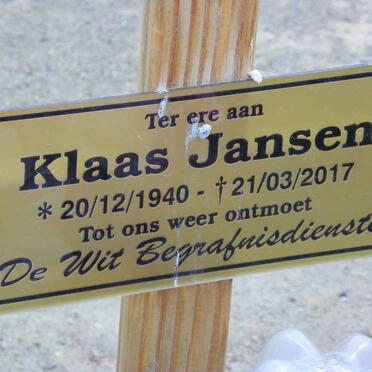 Ter ere aan
Klaas Jansen
* 20/12/1940 - † 21/03/2017
Tot ons weer ontmoet
De Wit Begrafnisdienste